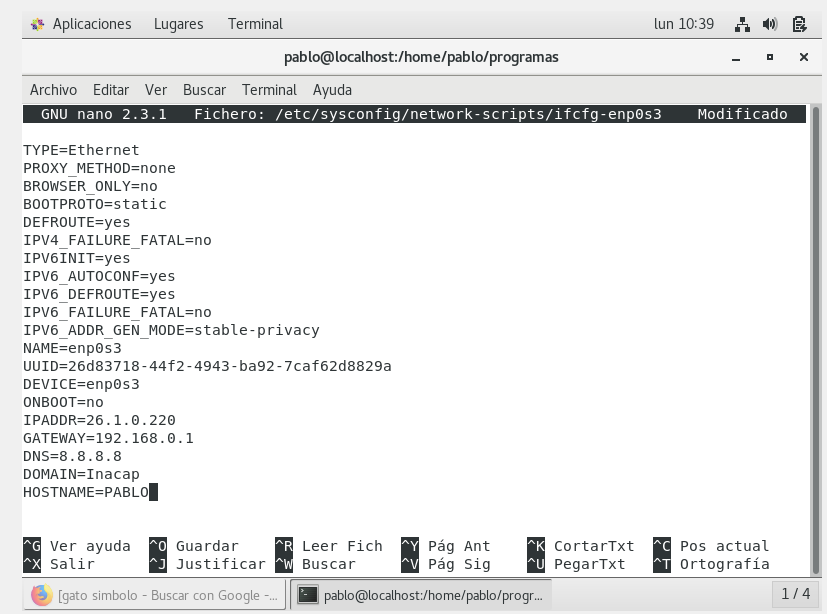 Aplicaciones Lugares Terminal lun 10:39
pablo@localhost:/home/pablo/programas
Archivo Editar Ver Buscar Terminal Ayuda
GNU nano 2.3.1 Fichero: /etc/sysconfig/network-scripts/ifcfg-enp0s3 Modificado
TYPE=Ethernet
PROXY_METHOD=none
BROWSER_ONLY=no
BOOTPROTO=static
DEFROUTE=yes
IPV4_FAILURE_FATAL=no
IPV6INIT=yes
IPV6_AUTOCONF=yes
IPV6_DEFROUTE=yes
IPV6_FAILURE_FATAL=no
IPV6_ADDR_GEN_MODE=stable-privacy
NAME=enp0s3
UUID=26d83718-44f2-4943-ba92-7caf62d8829a
DEVICE=enp0s3
ONBOOT=no
IPADDR=26.1.0.220
GATEWAY=192.168.0.1
DNS=8.8.8.8
DOMAIN=Inacap
HOSTNAME=PABLO
^G Ver ayuda ^O Guardar ^R Leer Fich ^Y Pág Ant ^K CortarTxt ^C Pos actual
^X Salir ^J Justificar ^W Buscar ^V Pág Sig ^U PegarTxt ^T Ortografía
[gato simbolo - Buscar con Google -... pablo@localhost:/home/pablo/progr... 1 / 4